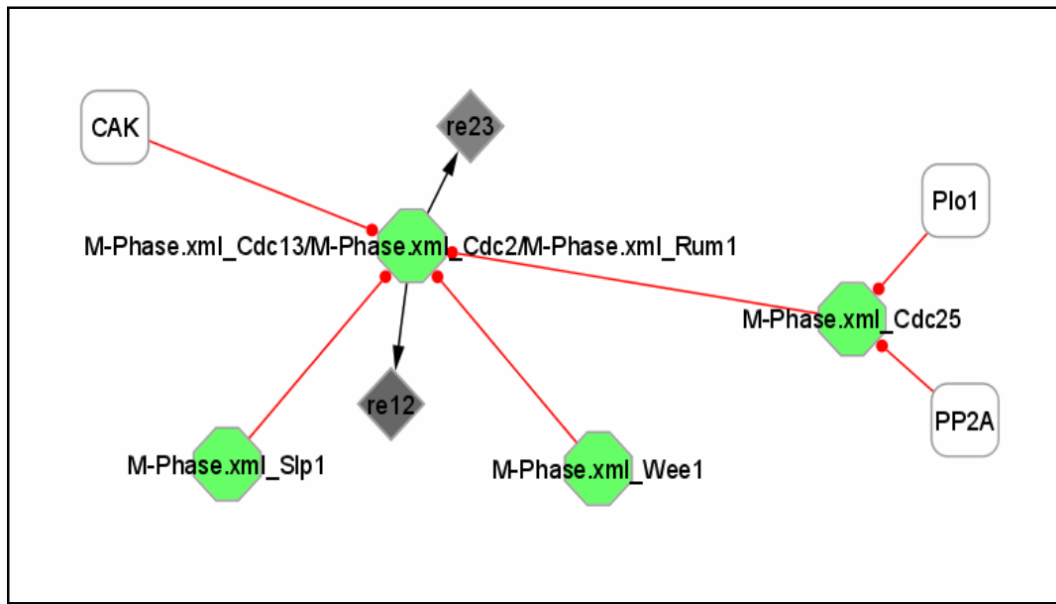 CAK
re23
Plo1
M-Phase.xml_Cdc13/M-Phase.xml_Cdc2/M-Phase.xml_Rum1
M-Phase.xml_Cdc25
re12
PP2A
M-Phase.xml_Slp1
M-Phase.xml_Wee1